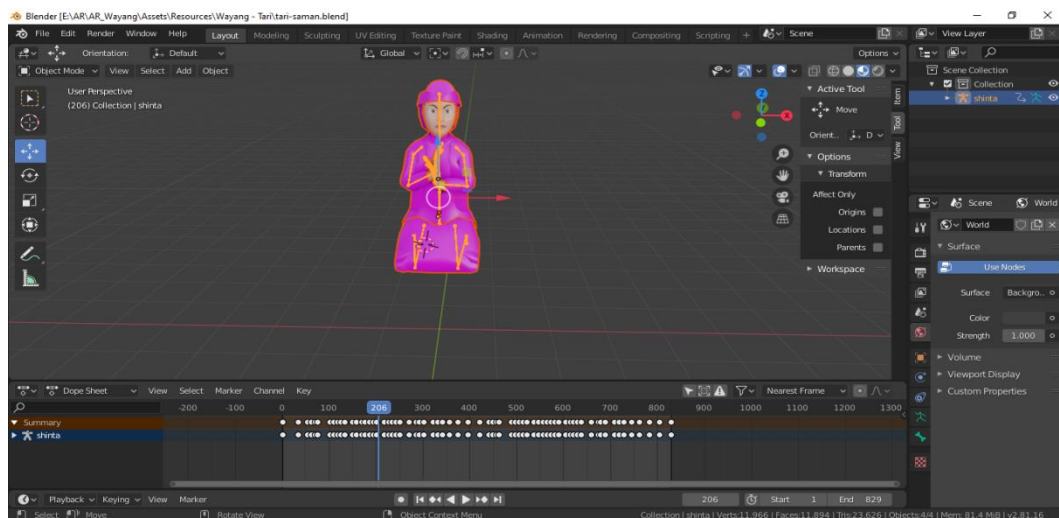 Blender [E:\AR\AR_Wayang\Assets\Resources\Wayang - Tari\tari-saman.blend]
File Edit Render Window Help Layout Modeling Sculpting UV Editing Texture Paint Shading Animation Rendering Compositing Scripting + Scene View Layer
Orientation: Default Global Options
Object Mode View Select Add Object
User Perspective
(206) Collection | shinta
Active Tool
Move
Orient.. D
Options
Transform
Affect Only
Origins
Locations
Parents
Workspace
Item
Tool
View
Scene Collection
Collection
shinta
Scene World
World
Surface
Use Nodes
Surface Backgro..
Color
Strength 1.000
Volume
Viewport Display
Custom Properties
Dope Sheet View Select Marker Channel Key Nearest Frame
-200 -100 0 100 206 300 400 500 600 700 800 900 1000 1100 1200 1300
Summary
shinta
Playback Keying View Marker 206 Start 1 End 829
Select Move Rotate View Object Context Menu Collection | shinta | Verts:11,966 | Faces:11,894 | Tris:23,626 | Objects:4/4 | Mem: 81.4 MiB | v2.81.16